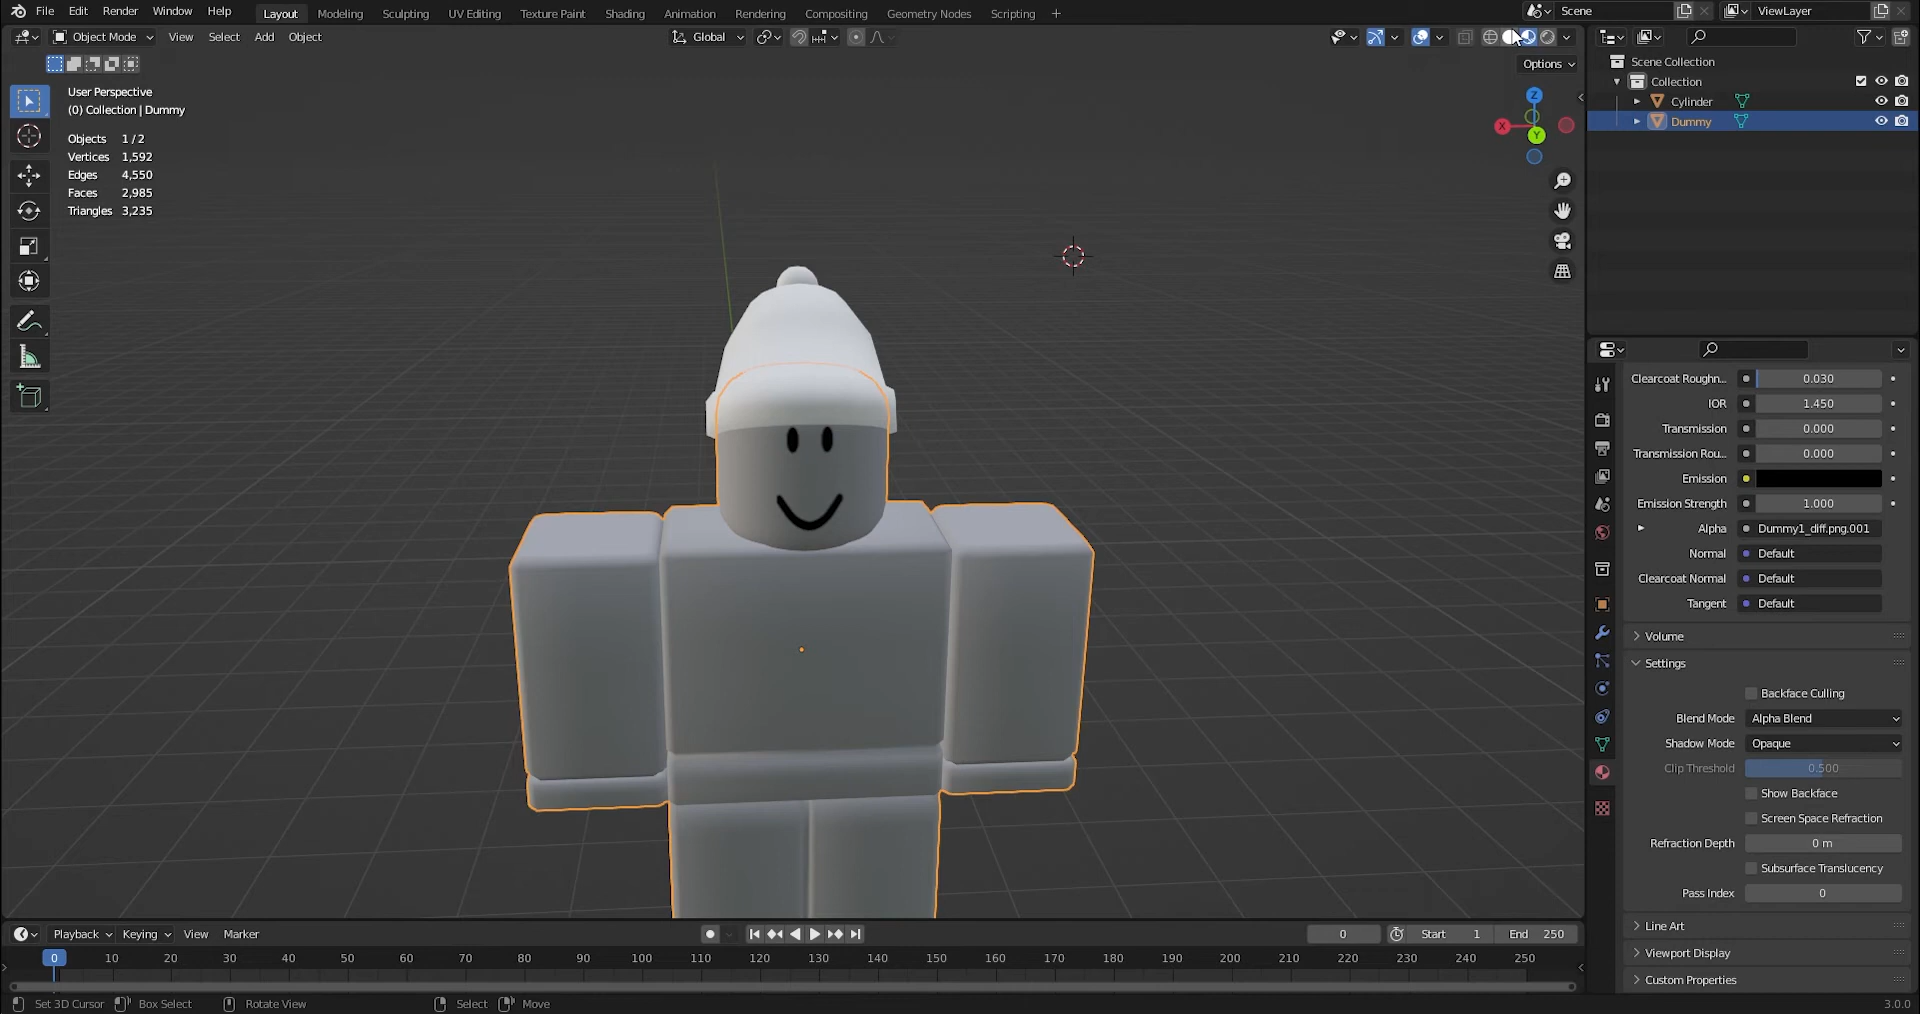 File Edit Render Window Help Layout Modeling Sculpting UV Editing Texture Paint Shading Animation Rendering Compositing Geometry Nodes Scripting + Scene ViewLayer
Object Mode View Select Add Object Global
Options
User Perspective
(0) Collection | Dummy
Objects 1 / 2
Vertices 1,592
Edges 4,550
Faces 2,985
Triangles 3,235
Z
X
Y
Scene Collection
Collection
Cylinder
Dummy
Clearcoat Roughn... 0.030
IOR 1.450
Transmission 0.000
Transmission Rou... 0.000
Emission
Emission Strength 1.000
Alpha Dummy1_diff.png.001
Normal Default
Clearcoat Normal Default
Tangent Default
Volume
Settings
Backface Culling
Blend Mode Alpha Blend
Shadow Mode Opaque
Clip Threshold 0.500
Show Backface
Screen Space Refraction
Refraction Depth 0 m
Subsurface Translucency
Pass Index 0
Line Art
Viewport Display
Custom Properties
Playback Keying View Marker 0 Start 1 End 250
0 10 20 30 40 50 60 70 80 90 100 110 120 130 140 150 160 170 180 190 200 210 220 230 240 250
Set 3D Cursor Box Select Rotate View Select Move 3.0.0